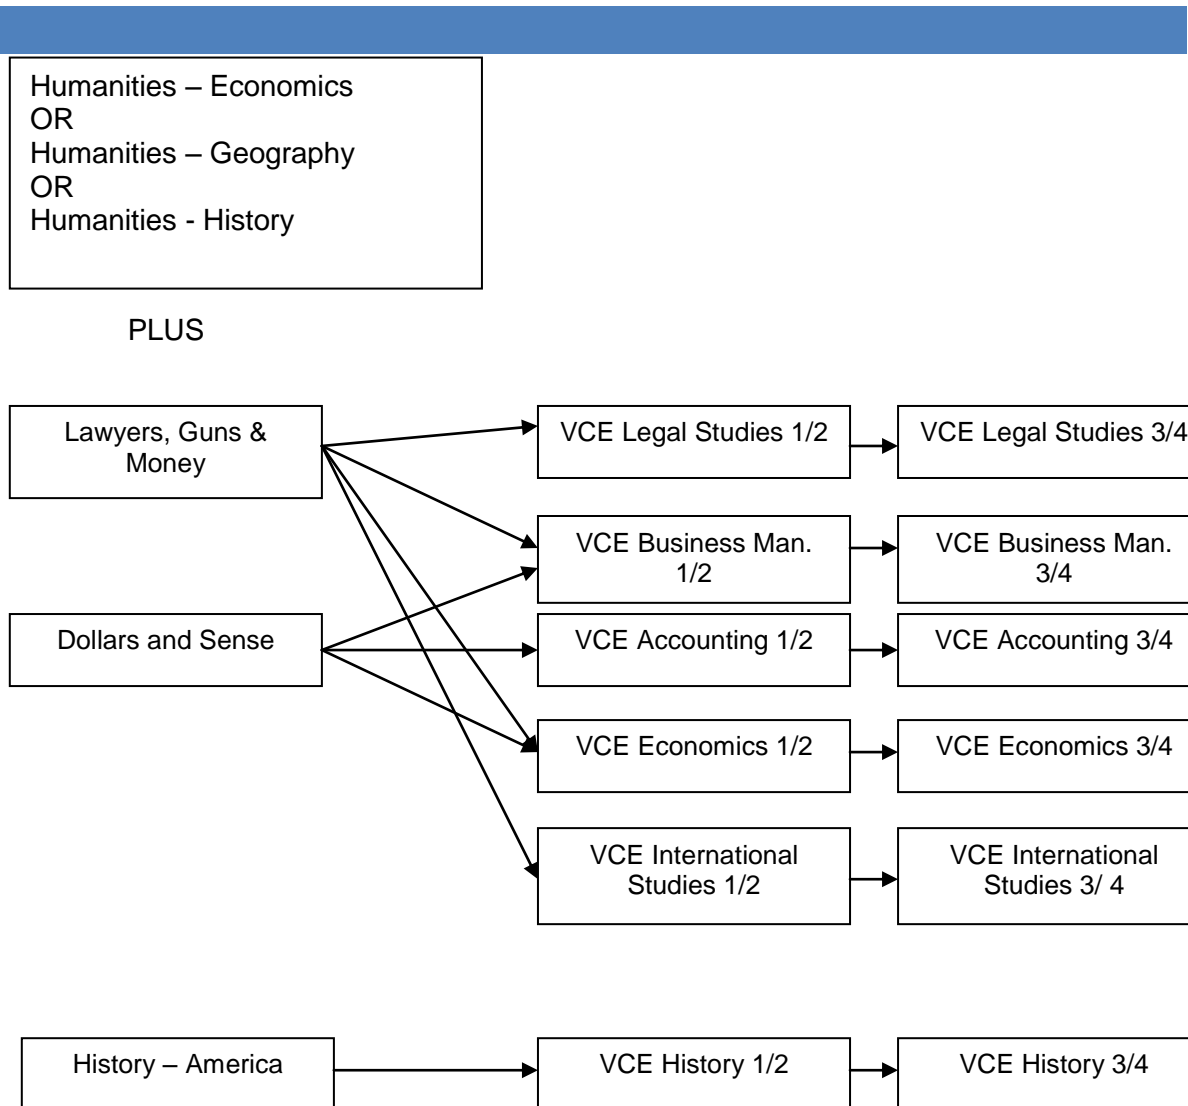 Humanities – Economics
OR
Humanities – Geography
OR
Humanities - History
PLUS
Lawyers, Guns &
Money
VCE Legal Studies 1/2
VCE Legal Studies 3/4
VCE Business Man.
1/2
VCE Business Man.
3/4
Dollars and Sense
VCE Accounting 1/2
VCE Accounting 3/4
VCE Economics 1/2
VCE Economics 3/4
VCE International
Studies 1/2
VCE International
Studies 3/ 4
History – America
VCE History 1/2
VCE History 3/4